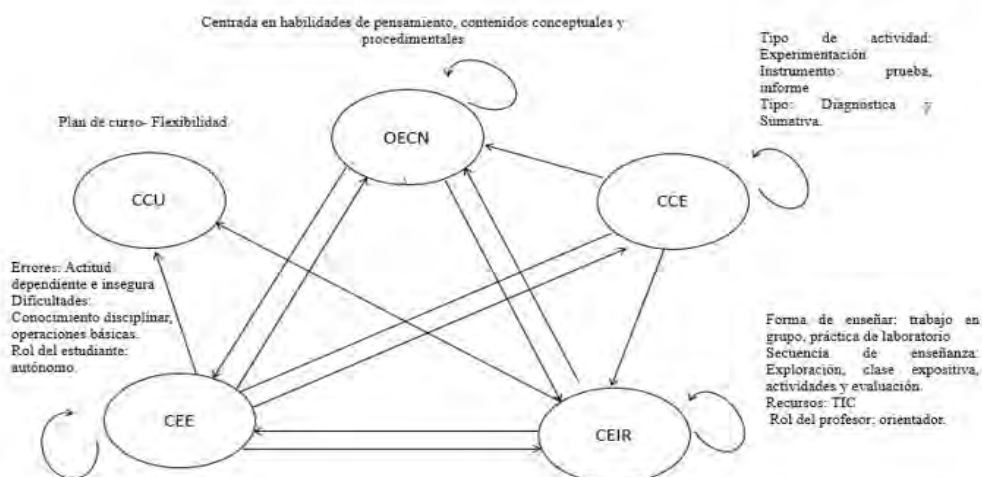 Centrada en habilidades de pensamiento, contenidos conceptuales y
procedimentales
Tipo de actividad:
Experimentación
Instrumento: prueba,
informe
Tipo: Diagnóstica y
Sumativa.
Plan de curso- Flexibilidad
OECN
CCU
CCE
Errores: Actitud
dependiente e insegura
Dificultades:
Conocimiento disciplinar,
operaciones básicas.
Rol del estudiante:
autónomo.
Forma de enseñar: trabajo en
grupo, práctica de laboratorio
Secuencia de enseñanza:
Exploración, clase expositiva,
actividades y evaluación.
Recursos: TIC
Rol del profesor: orientador.
CEE
CEIR